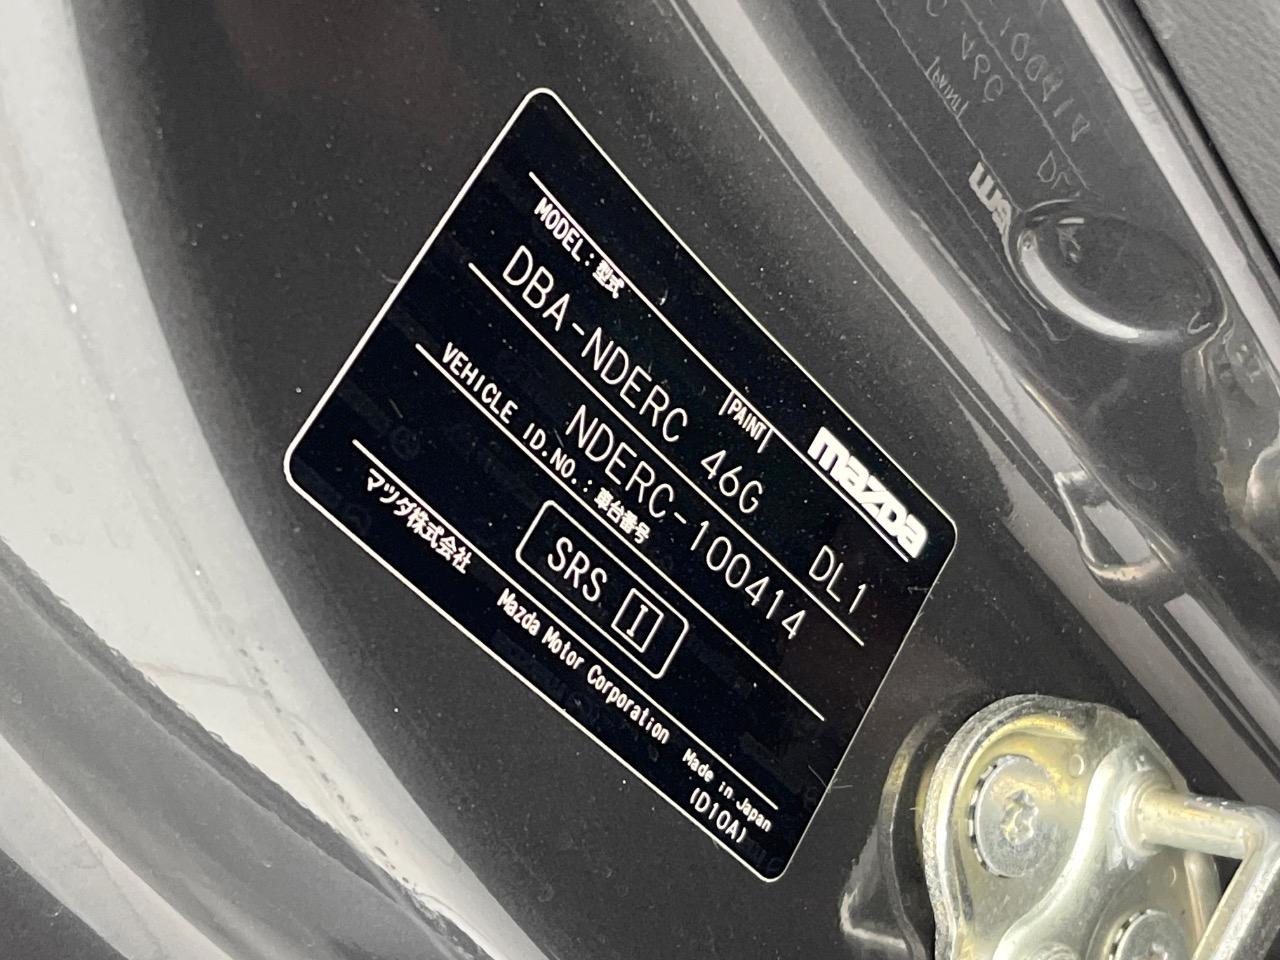 mazda
MODEL:型式 PAINT
DBA-NDERC 46G DL1
NDERC-100414
VEHICLE ID.NO.:車台番号
SRS I
マツダ株式会社 Mazda Motor Corporation Made in Japan
(D10A)